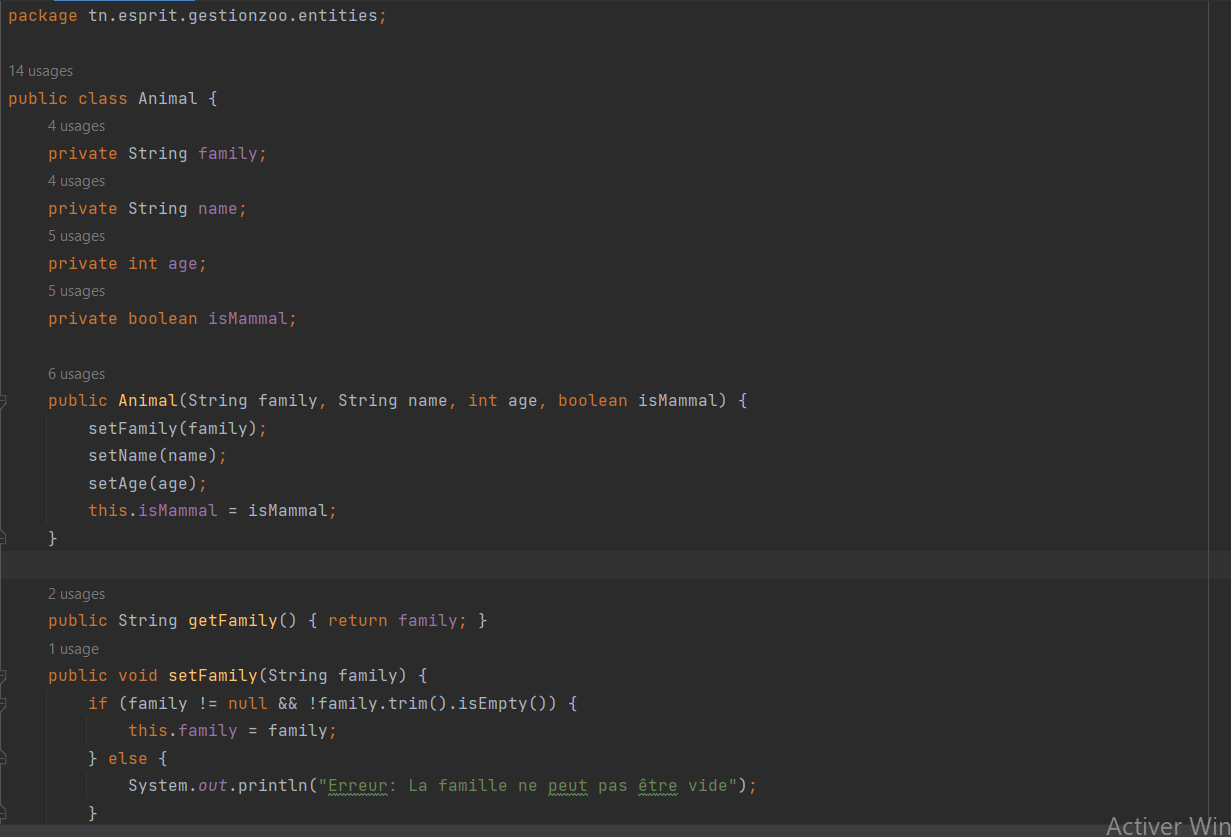 package tn.esprit.gestionzoo.entities;
14 usages
public class Animal {
4 usages
private String family;
4 usages
private String name;
5 usages
private int age;
5 usages
private boolean isMammal;
6 usages
public Animal(String family, String name, int age, boolean isMammal) {
setFamily(family);
setName(name);
setAge(age);
this.isMammal = isMammal;
}
2 usages
public String getFamily() { return family; }
1 usage
public void setFamily(String family) {
if (family != null && !family.trim().isEmpty()) {
this.family = family;
} else {
System.out.println("Erreur: La famille ne peut pas être vide");
}
Activer Win